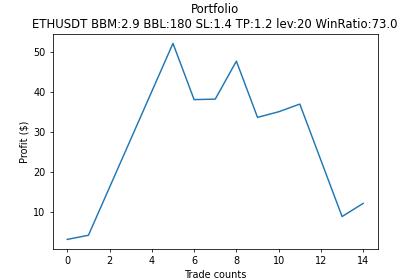 Portfolio
ETHUSDT BBM:2.9 BBL:180 SL:1.4 TP:1.2 lev:20 WinRatio:73.0
50
40
30
20
10
Profit ($)
0 2 4 6 8 10 12 14
Trade counts